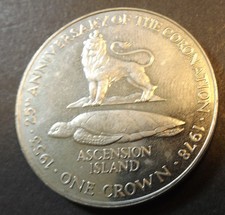 1953 · 25th ANNIVERSARY OF THE CORONATION · 1978
ASCENSION
ISLAND
· ONE CROWN ·